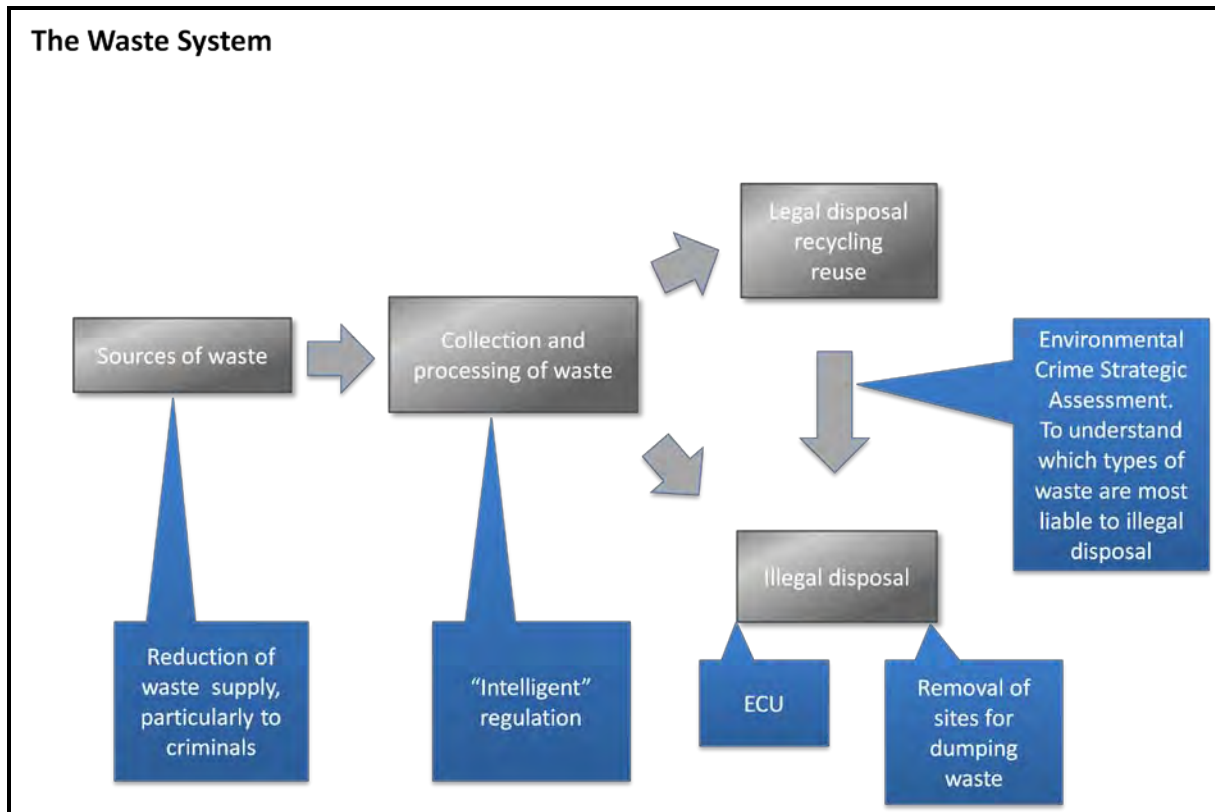 The Waste System
Legal disposal
recycling
reuse
Sources of waste
Collection and
processing of waste
Environmental
Crime Strategic
Assessment.
To understand
which types of
waste are most
liable to illegal
disposal
Illegal disposal
Reduction of
waste supply,
particularly to
criminals
“Intelligent”
regulation
ECU
Removal of
sites for
dumping
waste